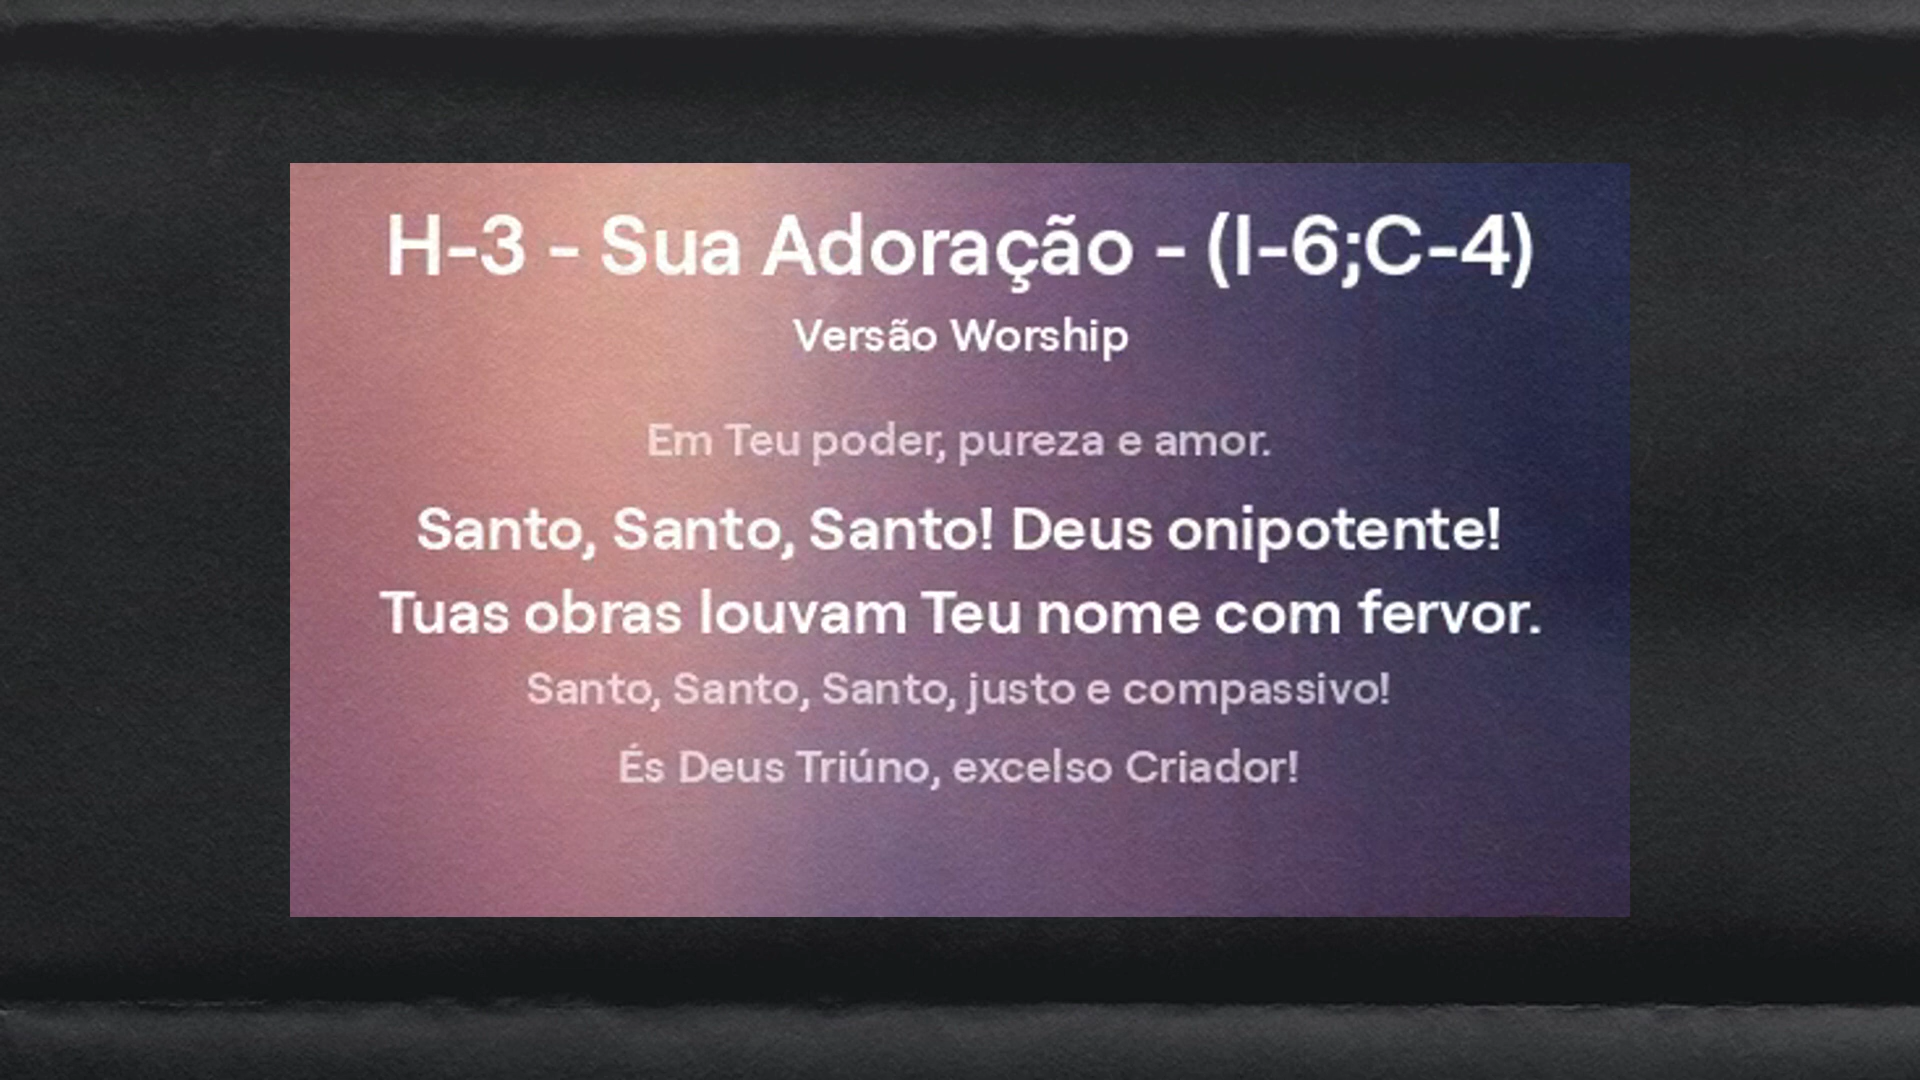 H-3 - Sua Adoração - (I-6;C-4)
Versão Worship
Em Teu poder, pureza e amor.
Santo, Santo, Santo! Deus onipotente!
Tuas obras louvam Teu nome com fervor.
Santo, Santo, Santo, justo e compassivo!
És Deus Triúno, excelso Criador!